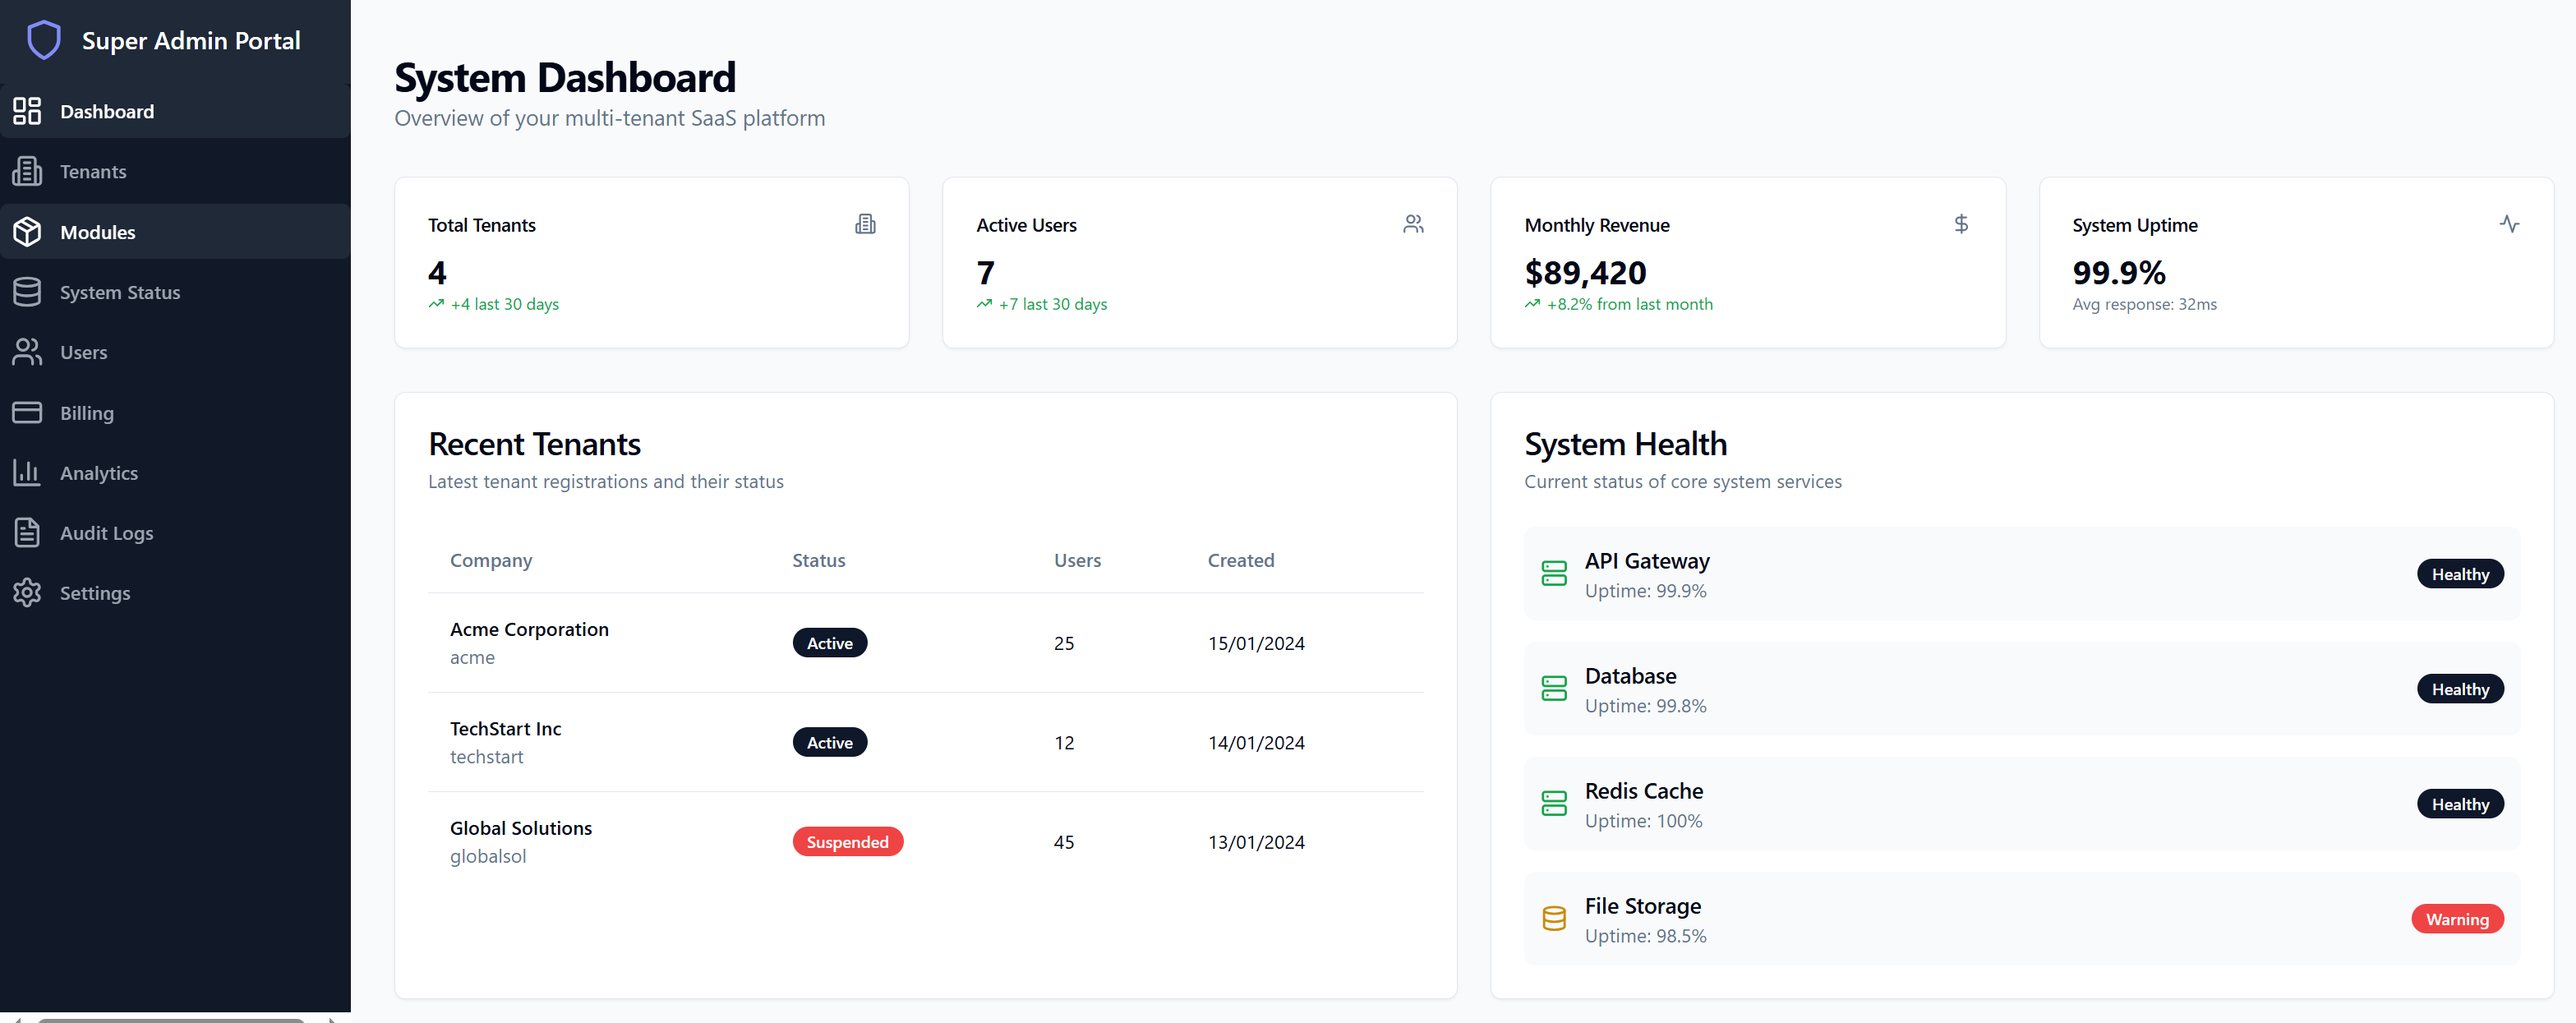 Super Admin Portal
Dashboard
Tenants
Modules
System Status
Users
Billing
Analytics
Audit Logs
Settings
System Dashboard
Overview of your multi-tenant SaaS platform
Total Tenants
4
+4 last 30 days
Active Users
7
+7 last 30 days
Monthly Revenue
$89,420
+8.2% from last month
System Uptime
99.9%
Avg response: 32ms
Recent Tenants
Latest tenant registrations and their status
Company Status Users Created
Acme Corporation
acme
Active 25 15/01/2024
TechStart Inc
techstart
Active 12 14/01/2024
Global Solutions
globalsol
Suspended 45 13/01/2024
System Health
Current status of core system services
API Gateway
Uptime: 99.9%
Healthy
Database
Uptime: 99.8%
Healthy
Redis Cache
Uptime: 100%
Healthy
File Storage
Uptime: 98.5%
Warning